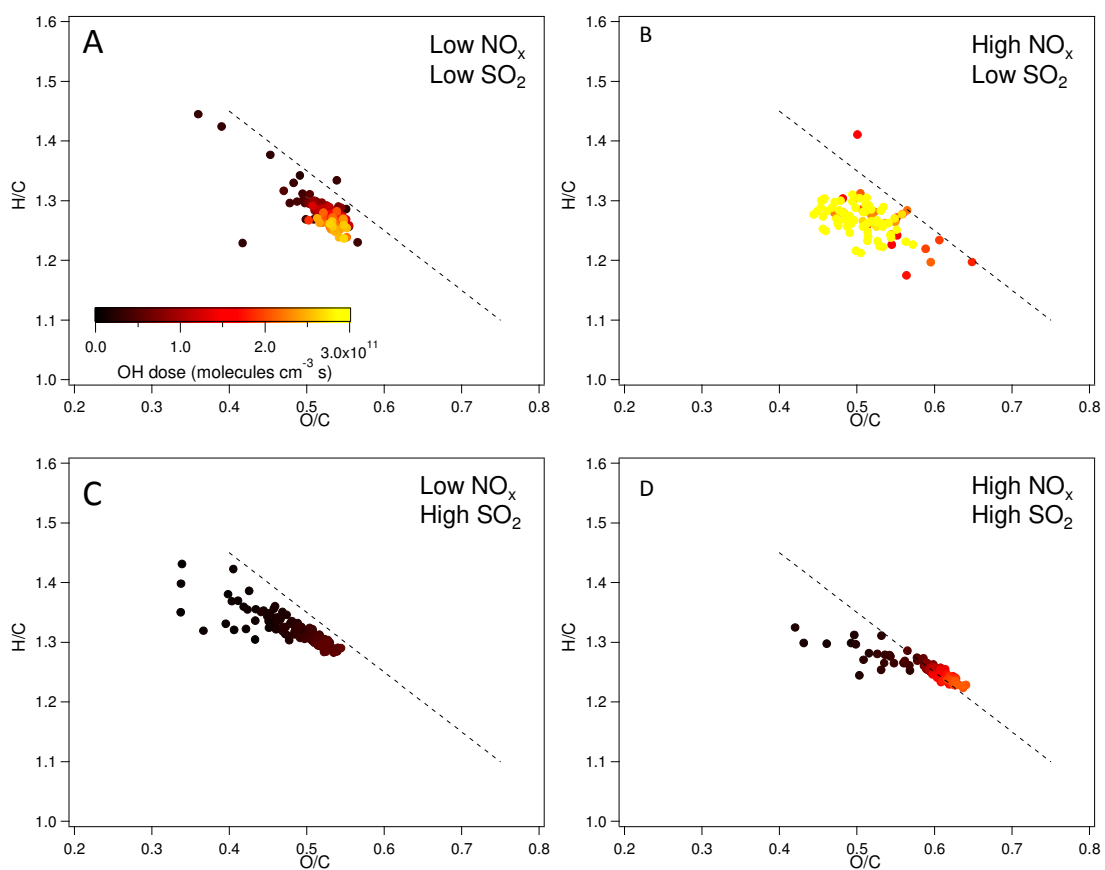 A
Low NOx
Low SO2
H/C
1.6
1.5
1.4
1.3
1.2
1.1
1.0
0.0 1.0 2.0 3.0x10^11
OH dose (molecules cm^-3 s)
0.2 0.3 0.4 0.5 0.6 0.7 0.8
O/C
B
High NOx
Low SO2
H/C
1.6
1.5
1.4
1.3
1.2
1.1
1.0
0.2 0.3 0.4 0.5 0.6 0.7 0.8
O/C
C
Low NOx
High SO2
H/C
1.6
1.5
1.4
1.3
1.2
1.1
1.0
0.2 0.3 0.4 0.5 0.6 0.7 0.8
O/C
D
High NOx
High SO2
H/C
1.6
1.5
1.4
1.3
1.2
1.1
1.0
0.2 0.3 0.4 0.5 0.6 0.7 0.8
O/C